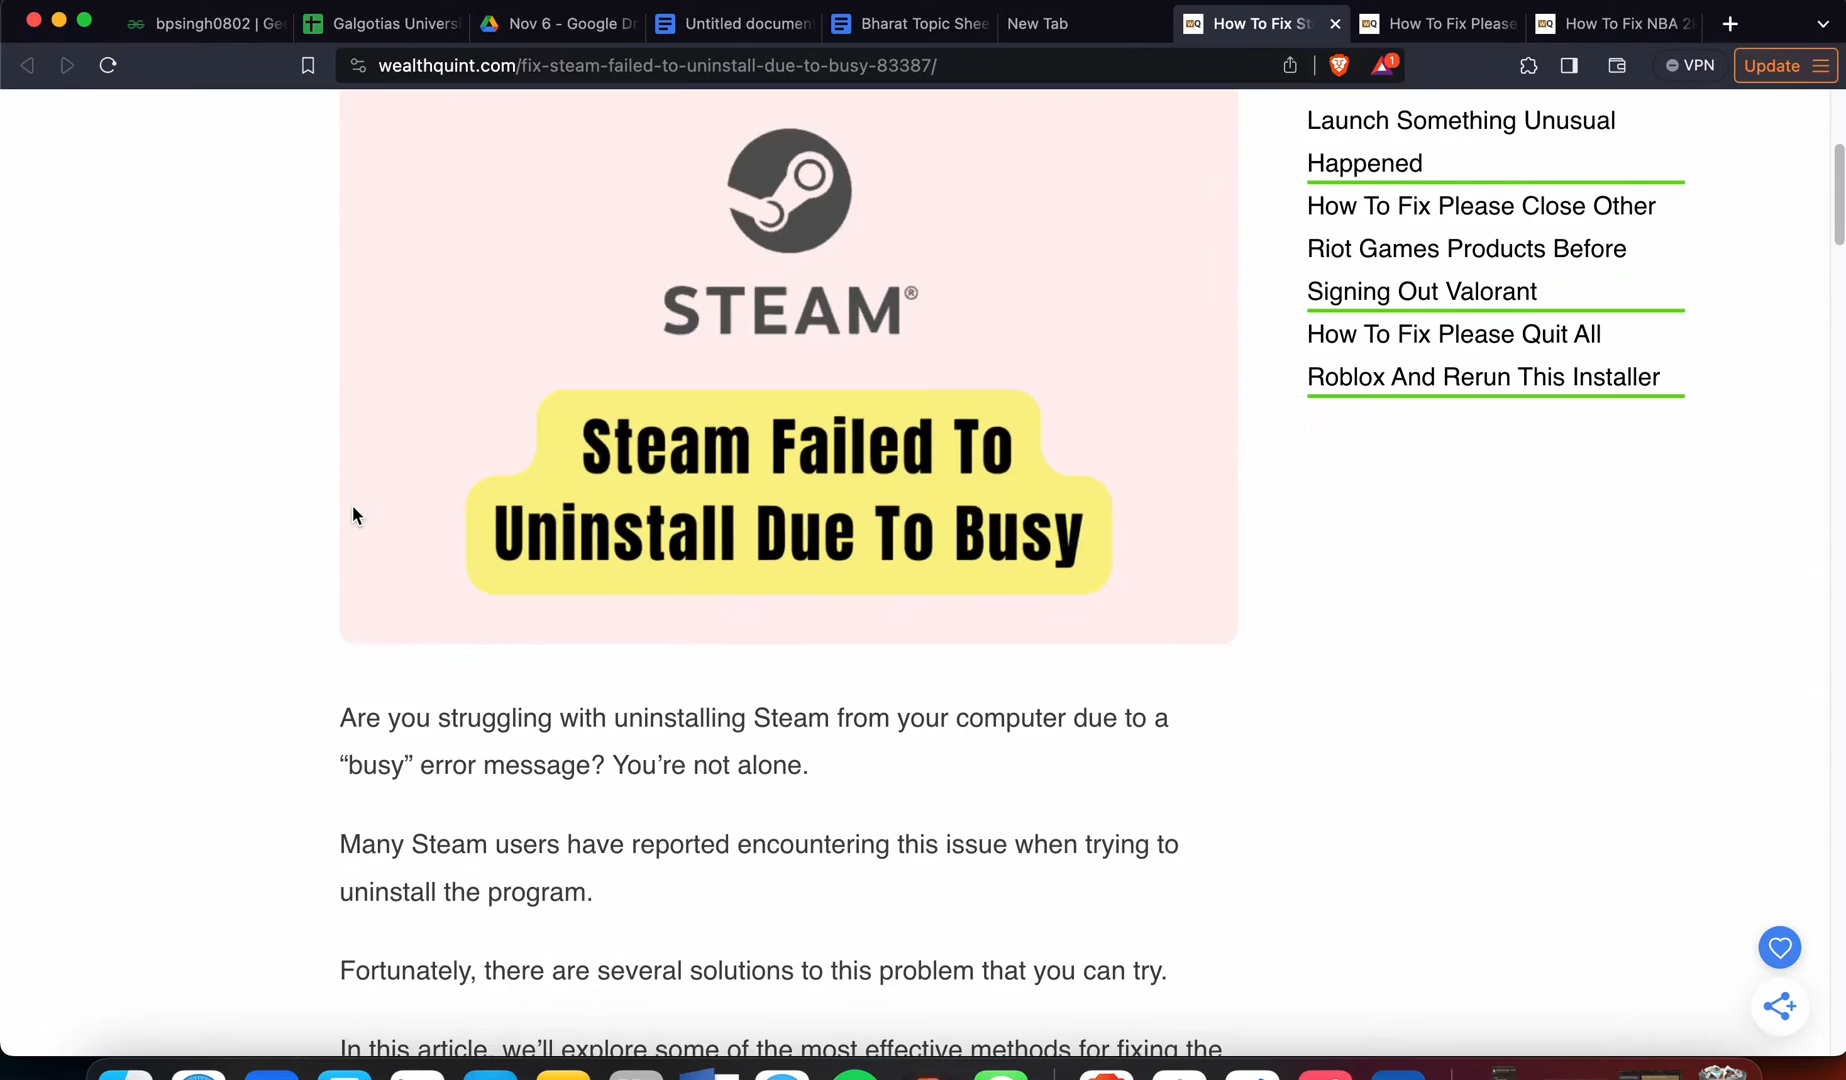 bpsingh0802 | Gee
Galgotias Universi
Nov 6 - Google Dr
Untitled document
Bharat Topic Shee
New Tab
How To Fix St
How To Fix Please
How To Fix NBA 2
wealthquint.com/fix-steam-failed-to-uninstall-due-to-busy-83387/
1
VPN
Update
STEAM®
Steam Failed To
Uninstall Due To Busy
Are you struggling with uninstalling Steam from your computer due to a
“busy” error message? You’re not alone.
Many Steam users have reported encountering this issue when trying to
uninstall the program.
Fortunately, there are several solutions to this problem that you can try.
In this article, we’ll explore some of the most effective methods for fixing the
Launch Something Unusual
Happened
How To Fix Please Close Other
Riot Games Products Before
Signing Out Valorant
How To Fix Please Quit All
Roblox And Rerun This Installer